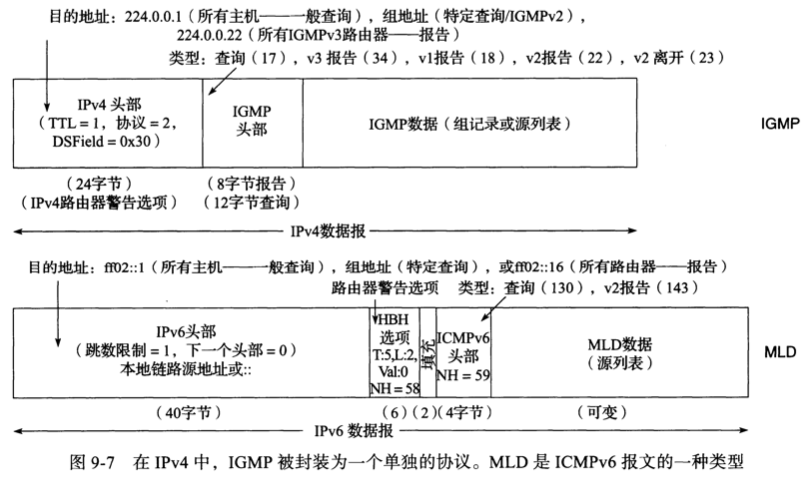 目的地址：224.0.0.1（所有主机——一般查询），组地址（特定查询/IGMPv2），
224.0.0.22（所有IGMPv3路由器——报告）
类型：查询（17），v3 报告（34），v1报告（18），v2报告（22），v2 离开（23）
IPv4 头部
（TTL = 1，协议 = 2，
DSField = 0x30）
IGMP
头部
IGMP数据（组记录或源列表）
IGMP
（24字节）
（IPv4路由器警告选项）
（8字节报告）
（12字节查询）
IPv4数据报
目的地址：ff02::1（所有主机——一般查询），组地址（特定查询），或ff02::16（所有路由器——报告）
路由器警告选项
类型：查询（130），v2报告（143）
IPv6头部
（跳数限制 = 1，下一个头部 = 0）
本地链路源地址或::
HBH
选项
T:5,L:2,
Val:0
NH = 58
填充
ICMPv6
头部
NH = 59
MLD数据
（源列表）
MLD
（40字节）
（6）
（2）
（4字节）
（可变）
IPv6 数据报
图 9-7 在 IPv4 中，IGMP 被封装为一个单独的协议。MLD 是 ICMPv6 报文的一种类型